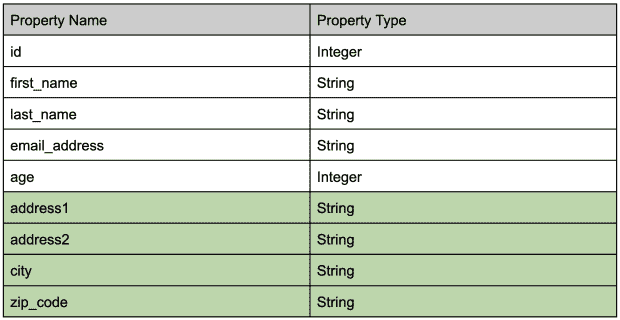 Property Name Property Type
id Integer
first_name String
last_name String
email_address String
age Integer
address1 String
address2 String
city String
zip_code String